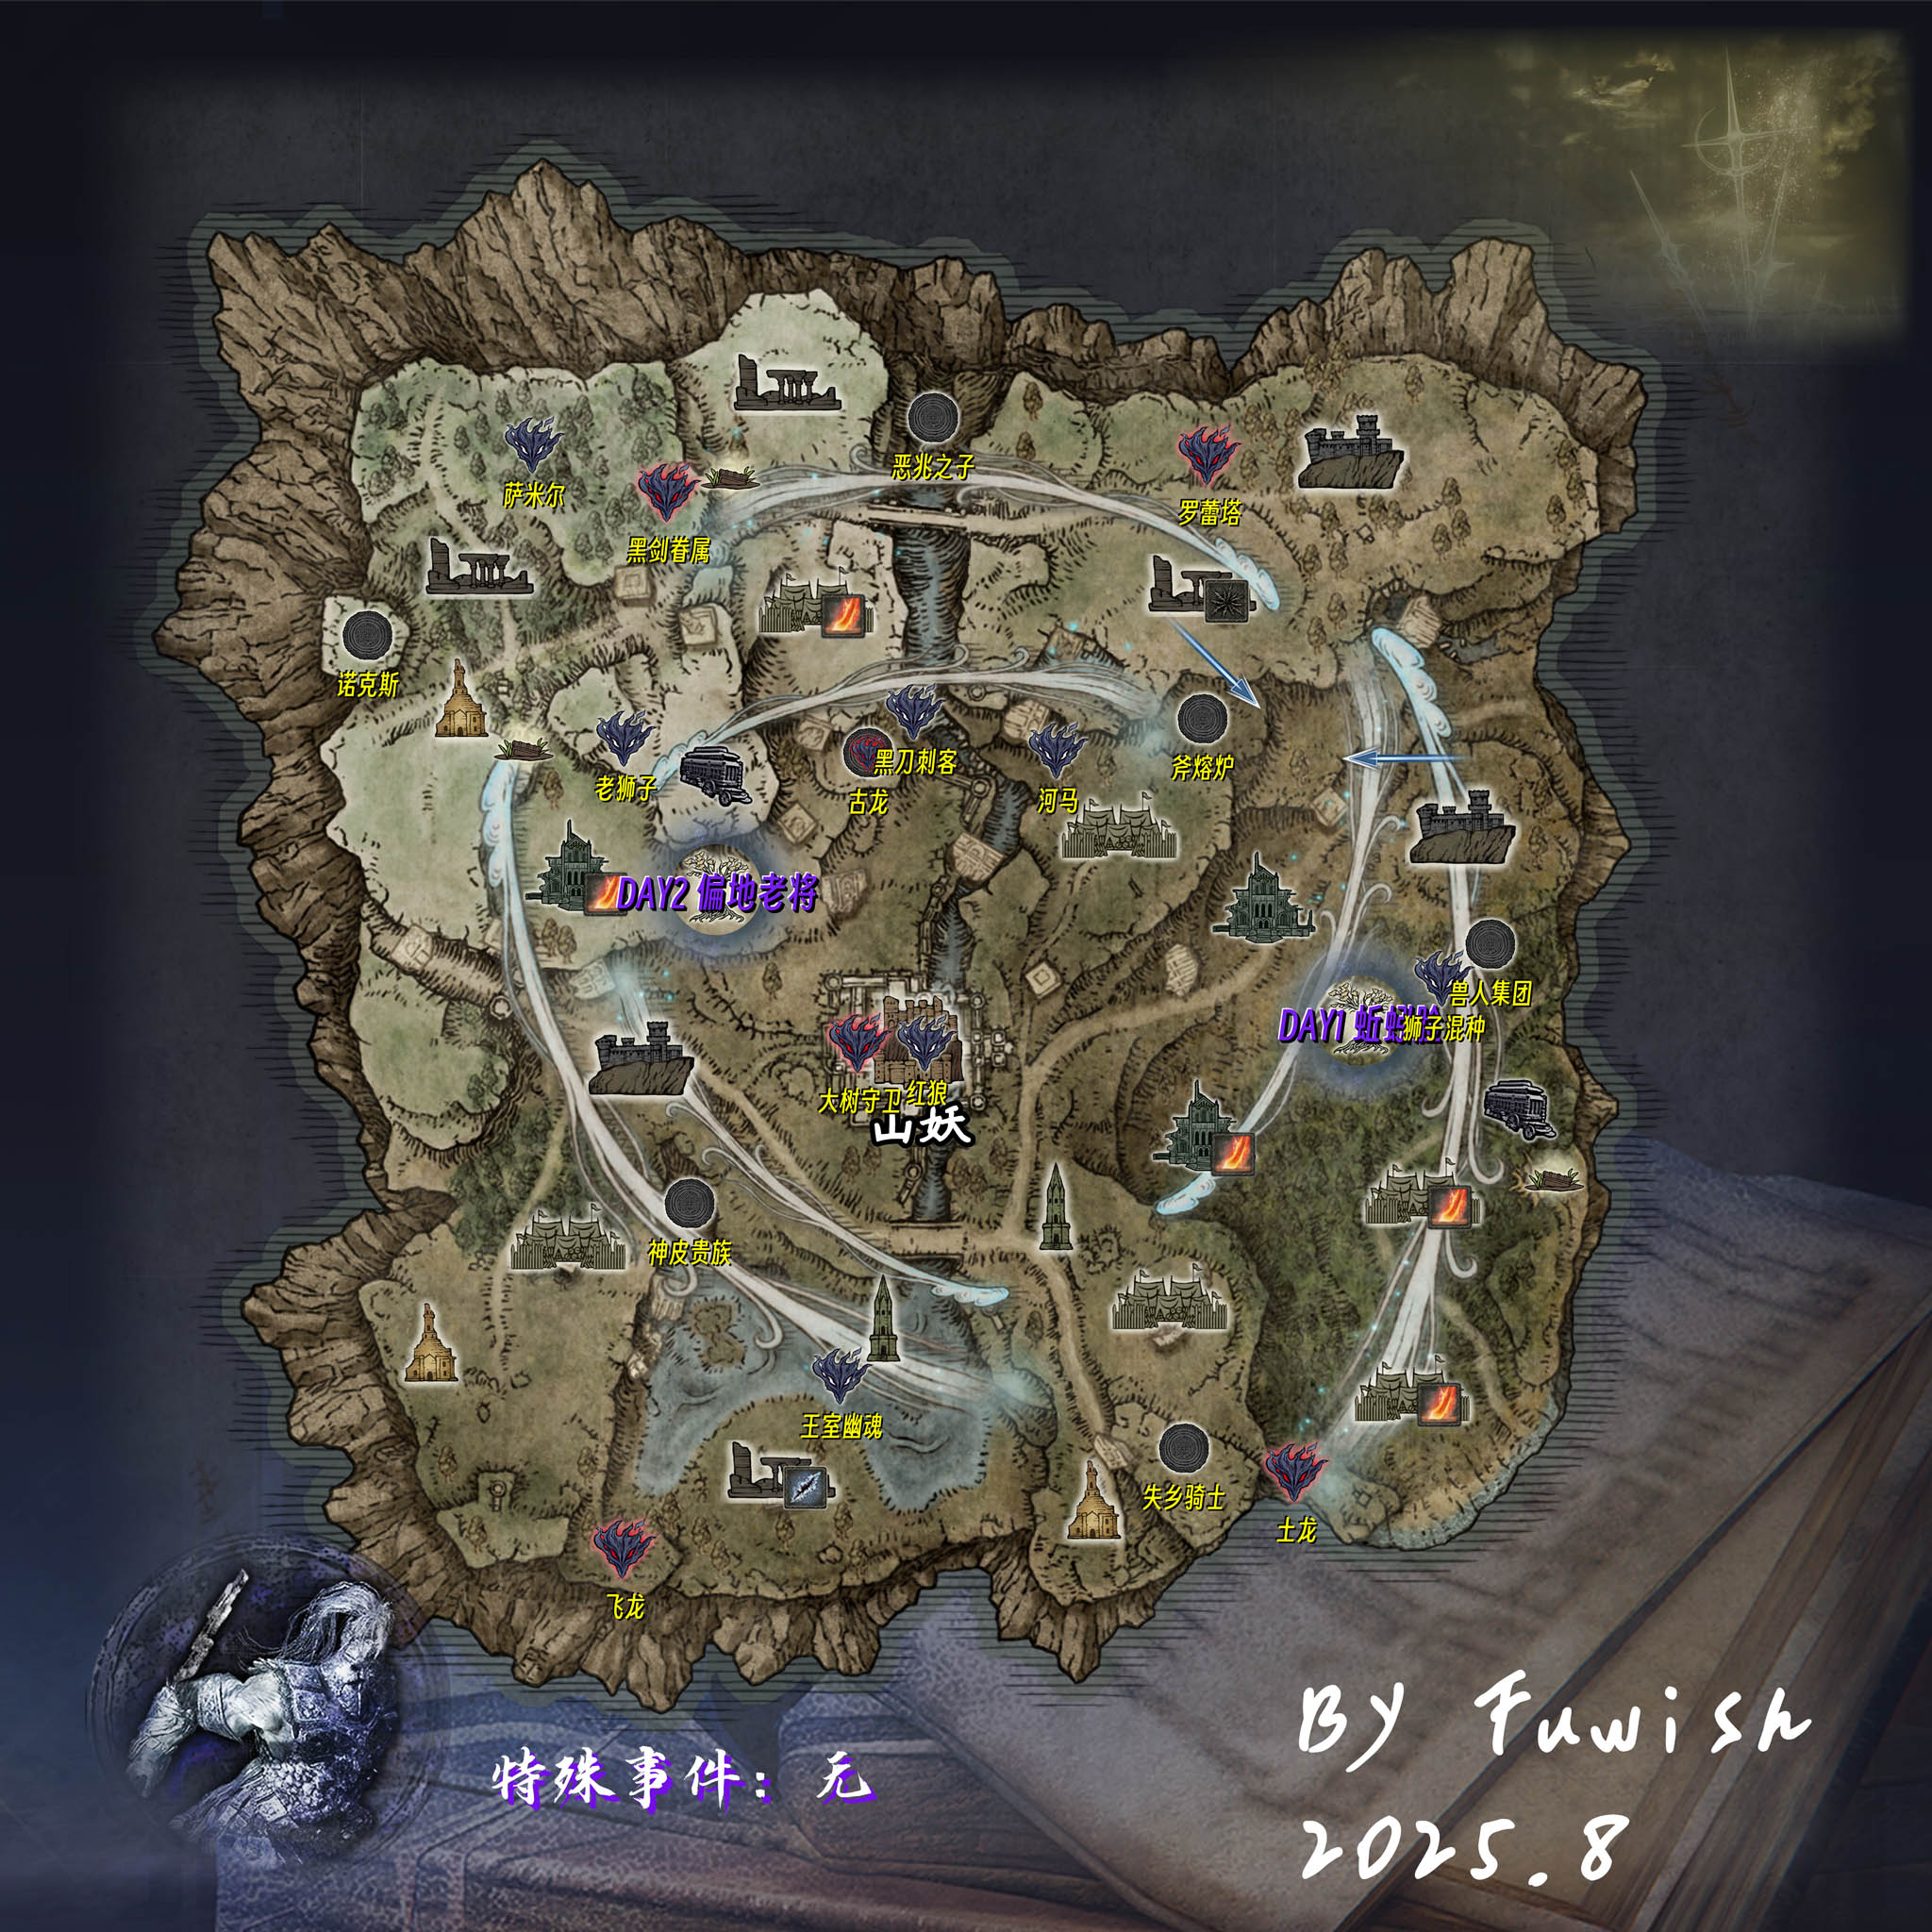 恶兆之子
萨米尔
罗蕾塔
黑剑眷属
诺克斯
黑刀刺客
斧熔炉
老狮子
古龙
河马
DAY2 偏地老将
兽人集团
DAY1 蚯
狮子混种
大树守卫
红狼
山妖
神皮贵族
王室幽魂
失乡骑士
土龙
飞龙
By Fuwish
特殊事件：无
2025.8